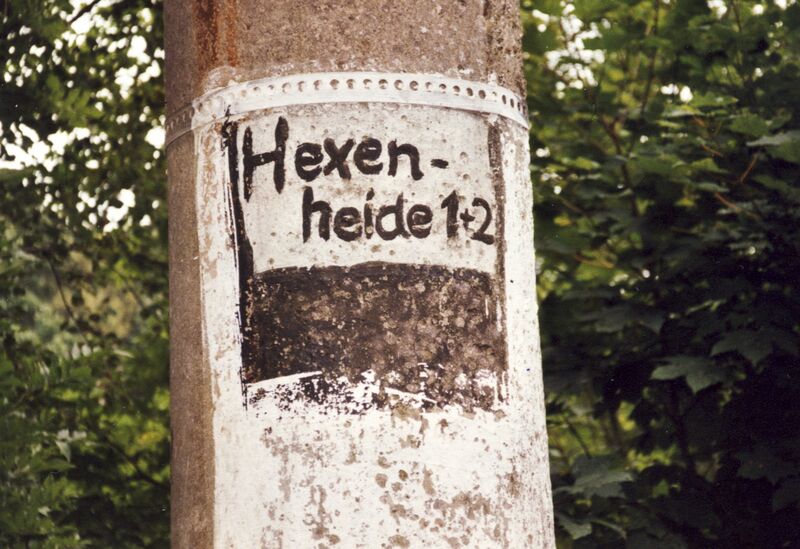 Hexen-
heide 1+2